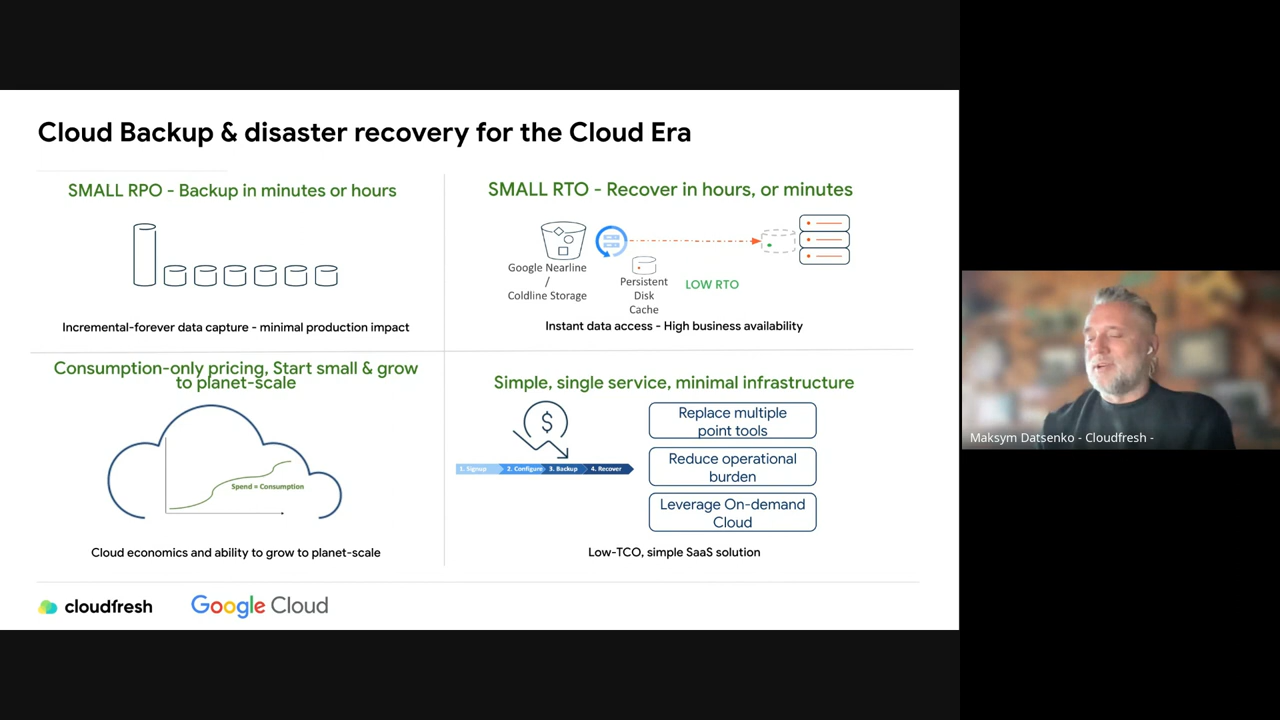 Cloud Backup & disaster recovery for the Cloud Era
SMALL RPO - Backup in minutes or hours
Incremental-forever data capture - minimal production impact
SMALL RTO - Recover in hours, or minutes
Google Nearline
/
Coldline Storage
Persistent
Disk
Cache
LOW RTO
Instant data access - High business availability
Consumption-only pricing, Start small & grow
to planet-scale
Spend = Consumption
Cloud economics and ability to grow to planet-scale
Simple, single service, minimal infrastructure
$
1. Signup
2. Configure
3. Backup
4. Recover
Replace multiple
point tools
Reduce operational
burden
Leverage On-demand
Cloud
Low-TCO, simple SaaS solution
cloudfresh
Google Cloud
Maksym Datsenko - Cloudfresh -